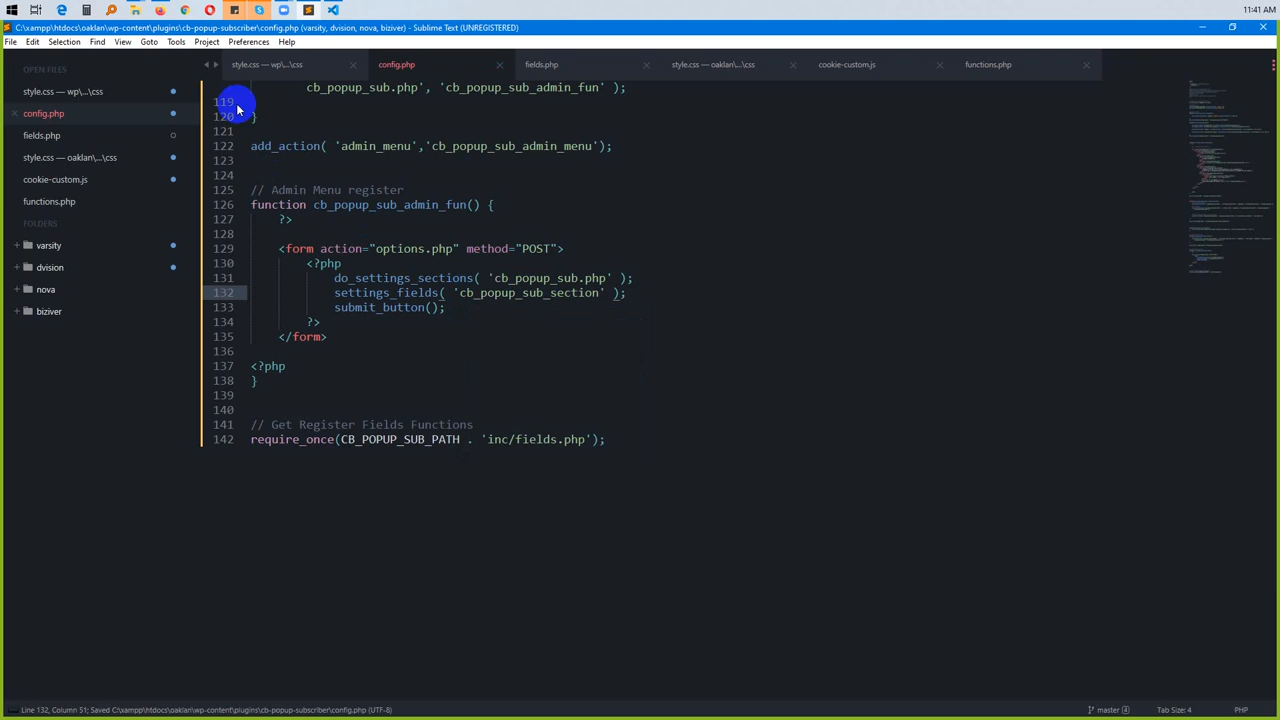 11:41 AM
C:\xampp\htdocs\oaklan\wp-content\plugins\cb-popup-subscriber\config.php (varsity, dvision, nova, biziver) - Sublime Text (UNREGISTERED)
File Edit Selection Find View Goto Tools Project Preferences Help
OPEN FILES
style.css — wp\...\css
config.php
fields.php
style.css — oaklan\...\css
cookie-custom.js
functions.php
FOLDERS
varsity
dvision
nova
biziver
style.css — wp\...\css config.php fields.php style.css — oaklan\...\css cookie-custom.js functions.php
cb_popup_sub.php', 'cb_popup_sub_admin_fun' );
119
120 }
121
122 add_action( 'admin_menu','cb_popup_sub_admin_menu');
123
124
125 // Admin Menu register
126 function cb_popup_sub_admin_fun() {
127 ?>
128
129 <form action="options.php" method="POST">
130 <?php
131 do_settings_sections( 'cb_popup_sub.php' );
132 settings_fields( 'cb_popup_sub_section' );
133 submit_button();
134 ?>
135 </form>
136
137 <?php
138 }
139
140
141 // Get Register Fields Functions
142 require_once(CB_POPUP_SUB_PATH . 'inc/fields.php');
Line 132, Column 51; Saved C:\xampp\htdocs\oaklan\wp-content\plugins\cb-popup-subscriber\config.php (UTF-8)
master 4 Tab Size: 4 PHP